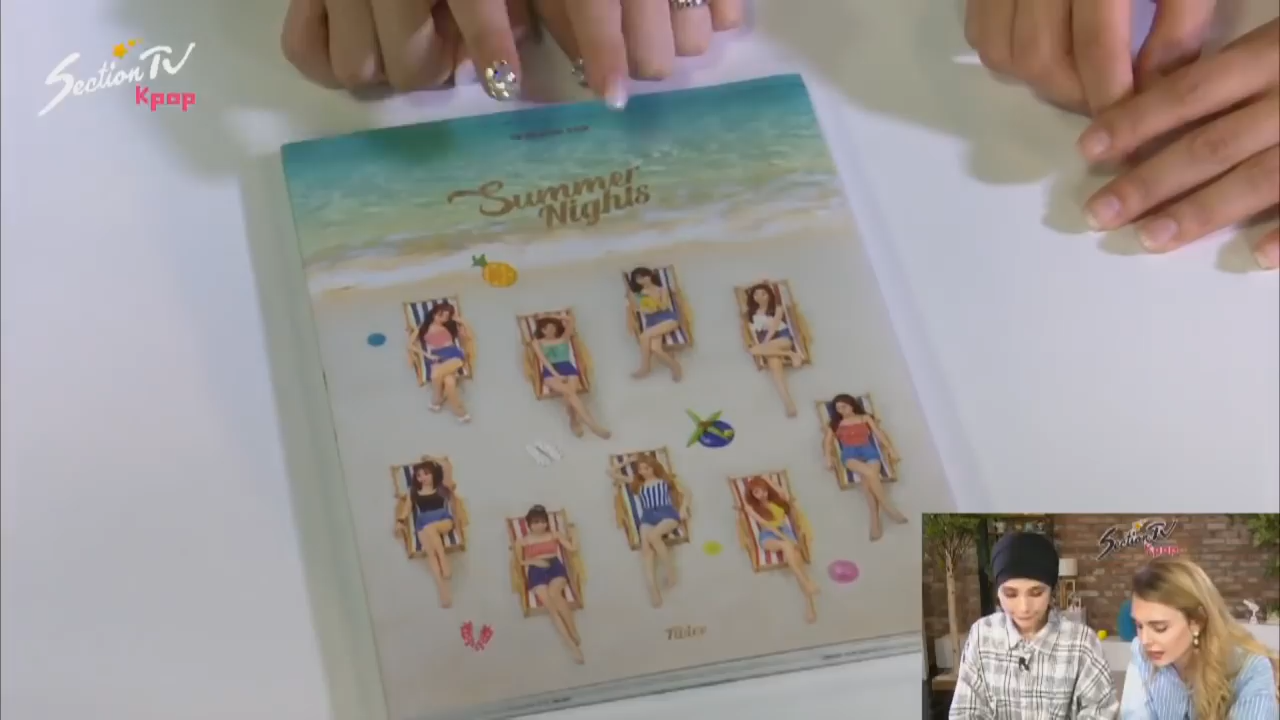 Section TV
Kpop
Summer
Nights
Twice
Section TV
Kpop